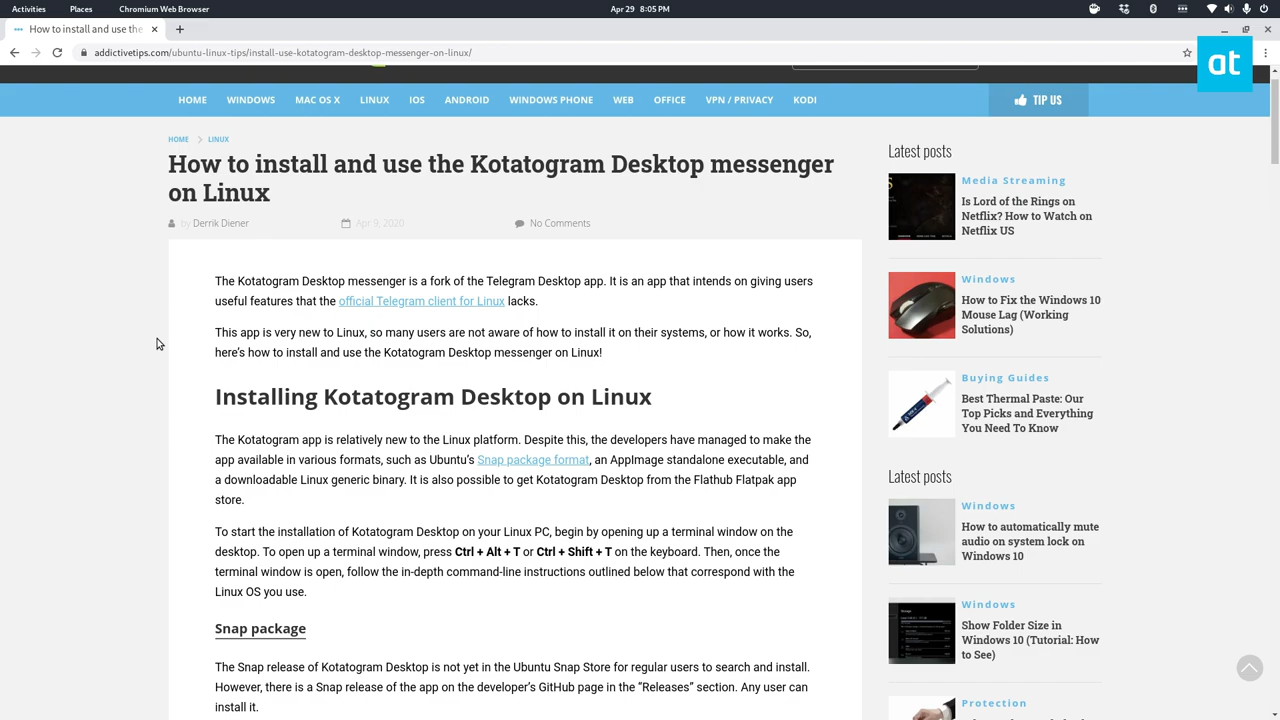 Activities
Places
Chromium Web Browser
Apr 29 8:05 PM
How to install and use the
addictivetips.com/ubuntu-linux-tips/install-use-kotatogram-desktop-messenger-on-linux/
at
HOME WINDOWS MAC OS X LINUX IOS ANDROID WINDOWS PHONE WEB OFFICE VPN / PRIVACY KODI
TIP US
HOME LINUX
How to install and use the Kotatogram Desktop messenger
on Linux
by Derrik Diener
Apr 9, 2020
No Comments
The Kotatogram Desktop messenger is a fork of the Telegram Desktop app. It is an app that intends on giving users
useful features that the official Telegram client for Linux lacks.
This app is very new to Linux, so many users are not aware of how to install it on their systems, or how it works. So,
here's how to install and use the Kotatogram Desktop messenger on Linux!
Installing Kotatogram Desktop on Linux
The Kotatogram app is relatively new to the Linux platform. Despite this, the developers have managed to make the
app available in various formats, such as Ubuntu's Snap package format, an AppImage standalone executable, and
a downloadable Linux generic binary. It is also possible to get Kotatogram Desktop from the Flathub Flatpak app
store.
To start the installation of Kotatogram Desktop on your Linux PC, begin by opening up a terminal window on the
desktop. To open up a terminal window, press Ctrl + Alt + T or Ctrl + Shift + T on the keyboard. Then, once the
terminal window is open, follow the in-depth command-line instructions outlined below that correspond with the
Linux OS you use.
Snap package
The Snap release of Kotatogram Desktop is not yet in the Ubuntu Snap Store for regular users to search and install.
However, there is a Snap release of the app on the developer's GitHub page in the “Releases” section. Any user can
install it.
Latest posts
Media Streaming
Is Lord of the Rings on
Netflix? How to Watch on
Netflix US
Windows
How to Fix the Windows 10
Mouse Lag (Working
Solutions)
Buying Guides
Best Thermal Paste: Our
Top Picks and Everything
You Need To Know
Latest posts
Windows
How to automatically mute
audio on system lock on
Windows 10
Windows
Show Folder Size in
Windows 10 (Tutorial: How
to See)
Protection